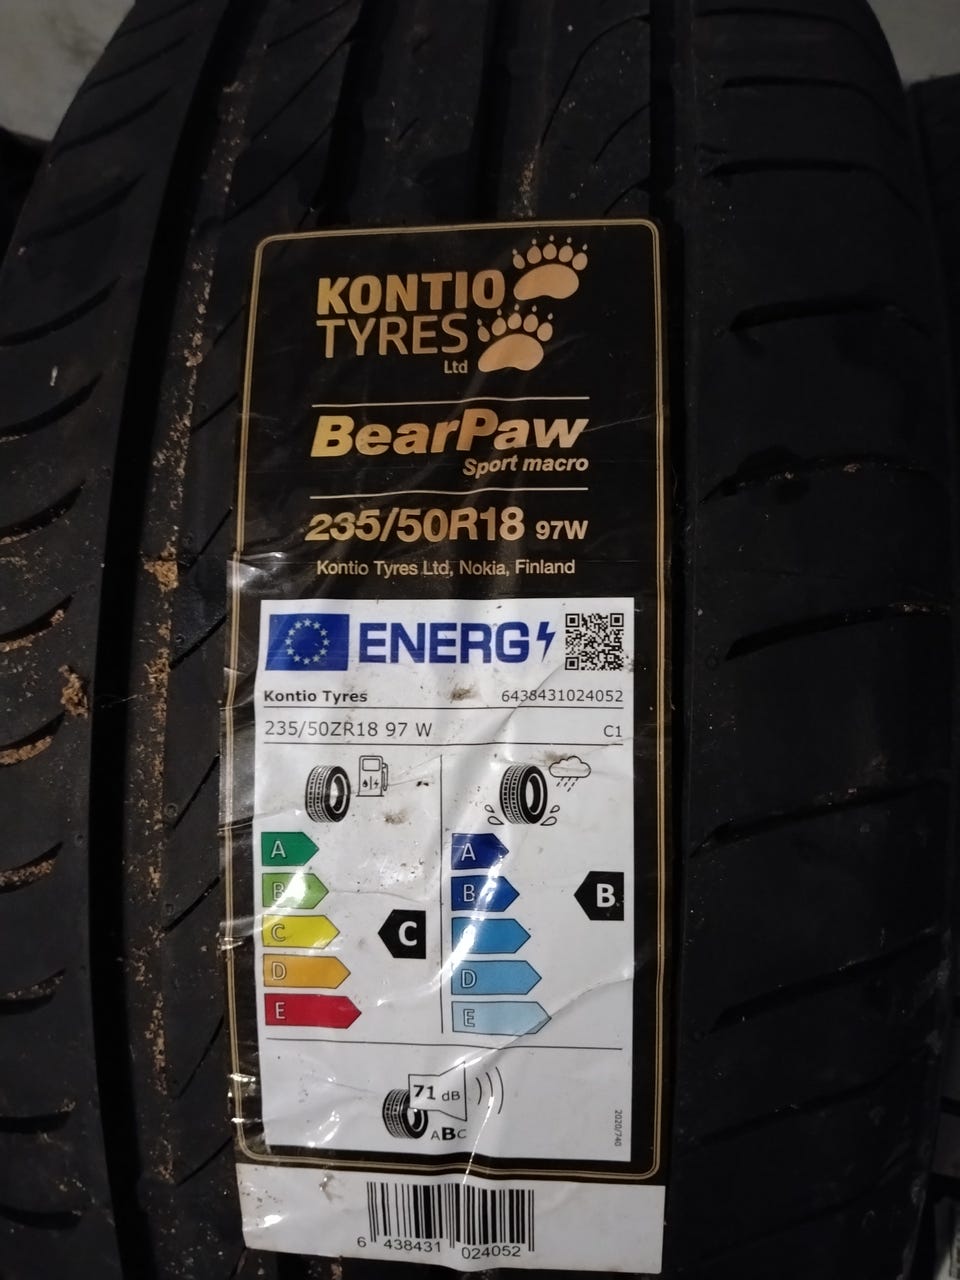 KONTIO
TYRES
Ltd
BearPaw
Sport macro
235/50R18 97W
Kontio Tyres Ltd, Nokia, Finland
ENERG
Kontio Tyres 6438431024052
235/50ZR18 97 W C1
A A
B B B
C C
D D
E E
71 dB
ABC
2020/740
6 438431 024052